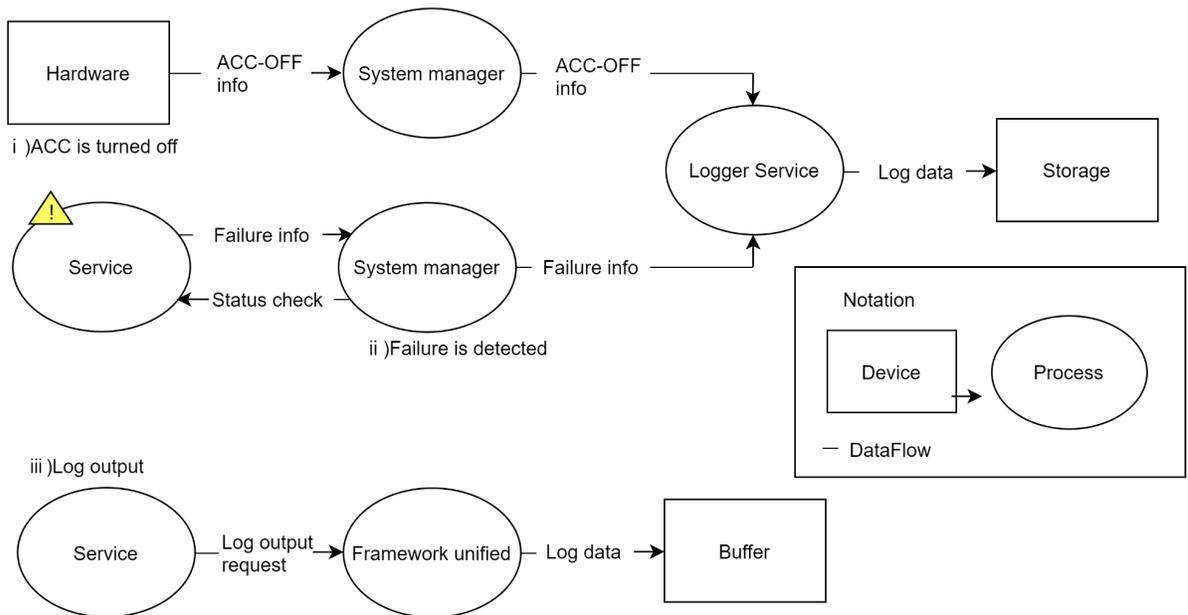 Hardware
ACC-OFF
info
System manager
ACC-OFF
info
i )ACC is turned off
Logger Service
Log data
Storage
!
Service
Failure info
Status check
System manager
Failure info
ii )Failure is detected
Notation
Device
Process
DataFlow
iii )Log output
Service
Log output
request
Framework unified
Log data
Buffer